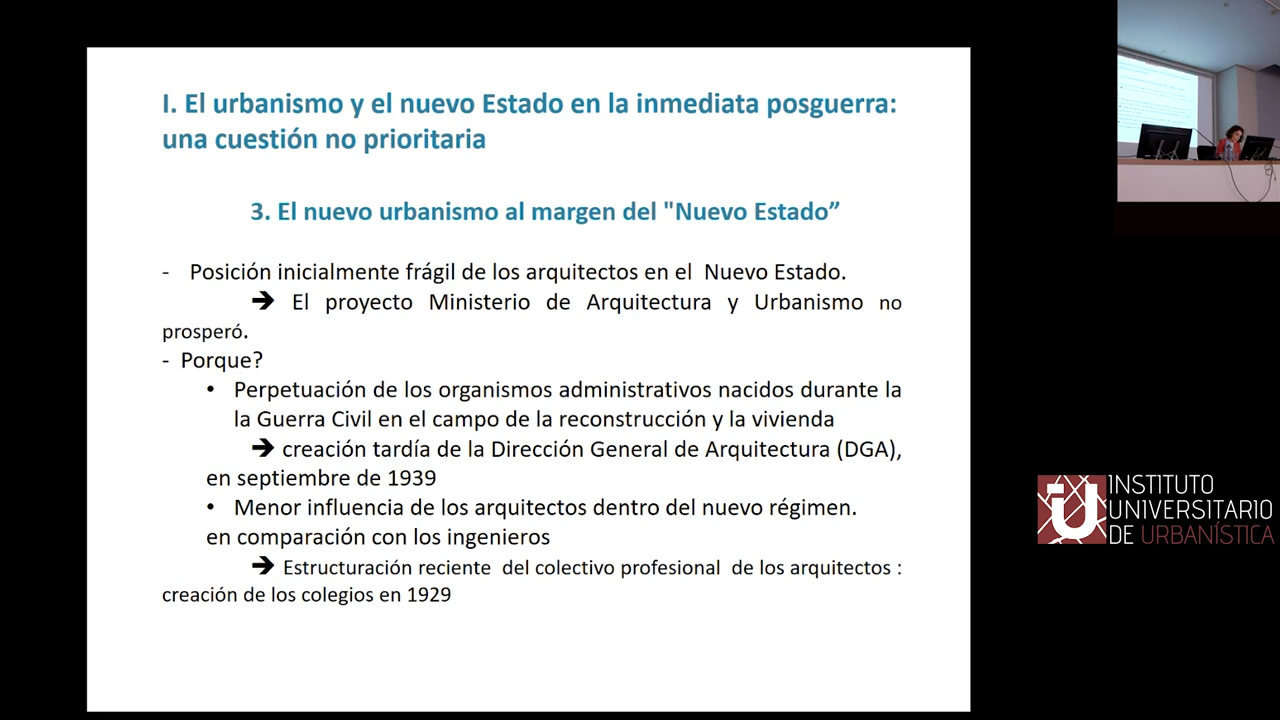 I. El urbanismo y el nuevo Estado en la inmediata posguerra:
una cuestión no prioritaria
3. El nuevo urbanismo al margen del "Nuevo Estado”
- Posición inicialmente frágil de los arquitectos en el Nuevo Estado.
➔ El proyecto Ministerio de Arquitectura y Urbanismo no
prosperó.
- Porque?
• Perpetuación de los organismos administrativos nacidos durante la
la Guerra Civil en el campo de la reconstrucción y la vivienda
➔ creación tardía de la Dirección General de Arquitectura (DGA),
en septiembre de 1939
• Menor influencia de los arquitectos dentro del nuevo régimen.
en comparación con los ingenieros
➔ Estructuración reciente del colectivo profesional de los arquitectos :
creación de los colegios en 1929
INSTITUTO
UNIVERSITARIO
DE URBANÍSTICA